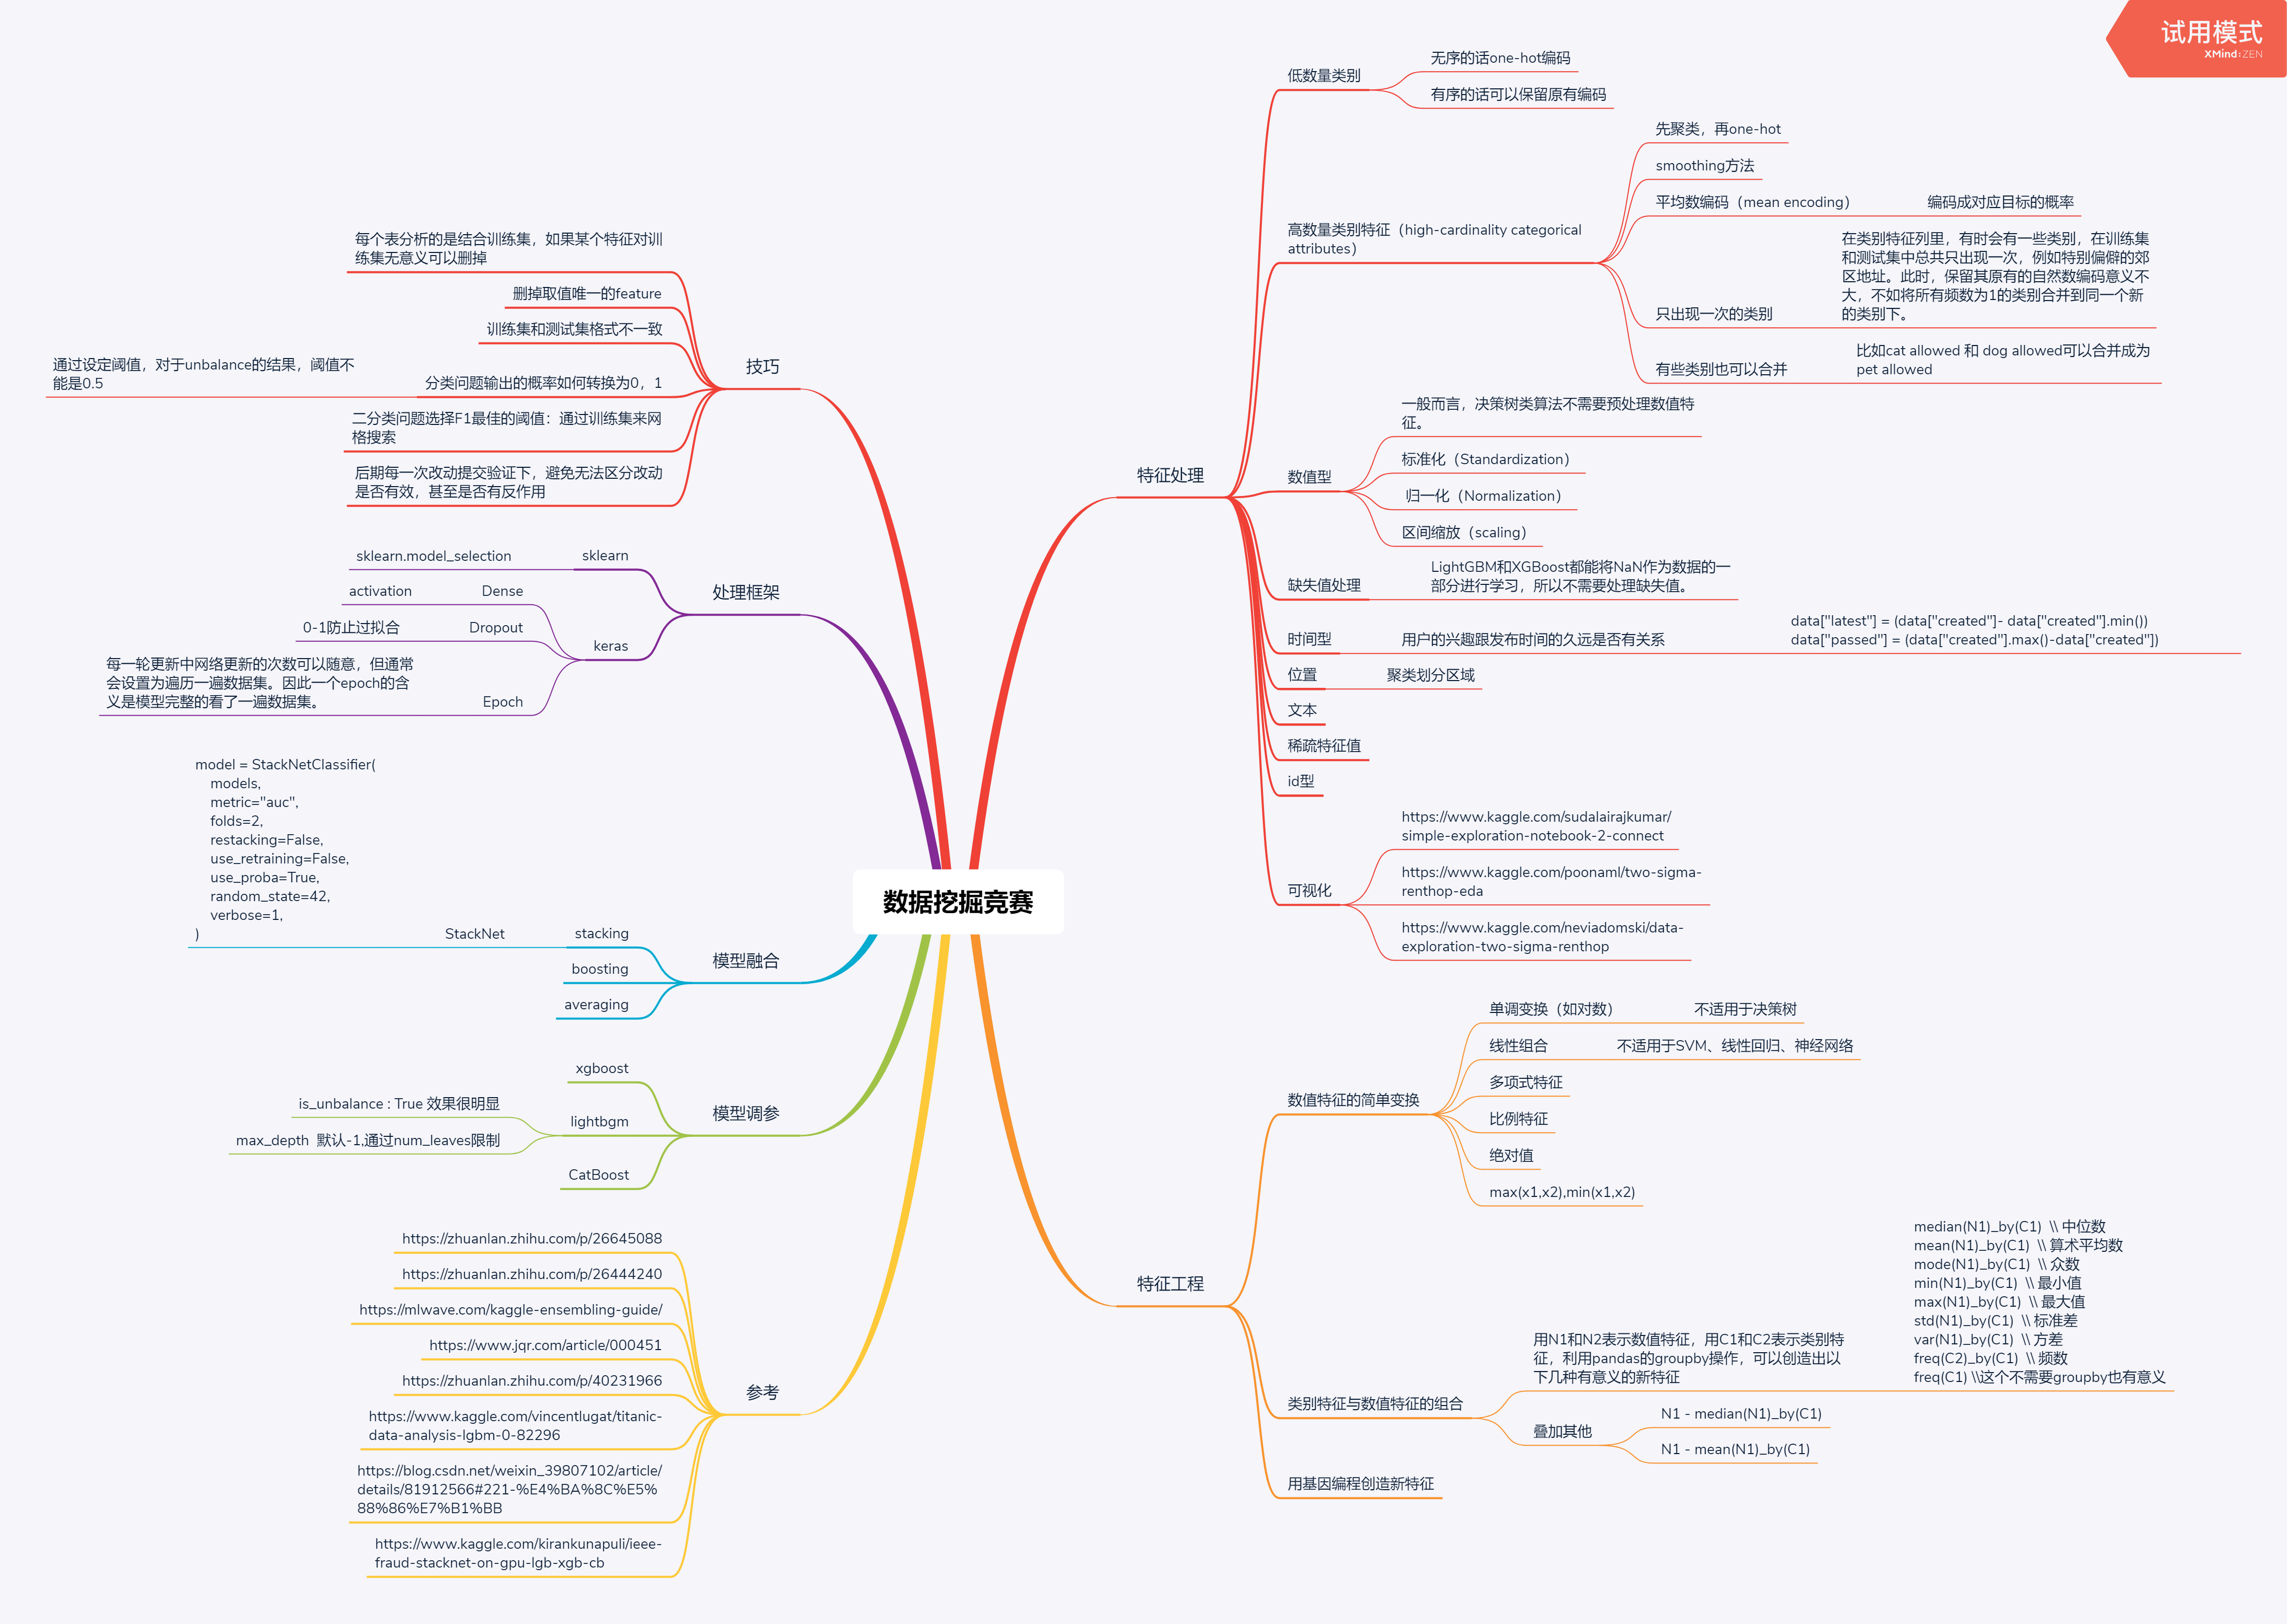 试用模式
XMind:ZEN
数据挖掘竞赛
特征处理
低数量类别
无序的话one-hot编码
有序的话可以保留原有编码
高数量类别特征（high-cardinality categorical
attributes）
先聚类，再one-hot
smoothing方法
平均数编码（mean encoding）
编码成对应目标的概率
只出现一次的类别
在类别特征列里，有时会有一些类别，在训练集
和测试集中总共只出现一次，例如特别偏僻的郊
区地址。此时，保留其原有的自然数编码意义不
大，不如将所有频数为1的类别合并到同一个新
的类别下。
有些类别也可以合并
比如cat allowed 和 dog allowed可以合并成为
pet allowed
数值型
一般而言，决策树类算法不需要预处理数值特
征。
标准化（Standardization）
归一化（Normalization）
区间缩放（scaling）
缺失值处理
LightGBM和XGBoost都能将NaN作为数据的一
部分进行学习，所以不需要处理缺失值。
时间型
用户的兴趣跟发布时间的久远是否有关系
data["latest"] = (data["created"]- data["created"].min())
data["passed"] = (data["created"].max()-data["created"])
位置
聚类划分区域
文本
稀疏特征值
id型
可视化
https://www.kaggle.com/sudalairajkumar/
simple-exploration-notebook-2-connect
https://www.kaggle.com/poonaml/two-sigma-
renthop-eda
https://www.kaggle.com/neviadomski/data-
exploration-two-sigma-renthop
特征工程
数值特征的简单变换
单调变换（如对数）
不适用于决策树
线性组合
不适用于SVM、线性回归、神经网络
多项式特征
比例特征
绝对值
max(x1,x2),min(x1,x2)
类别特征与数值特征的组合
用N1和N2表示数值特征，用C1和C2表示类别特
征，利用pandas的groupby操作，可以创造出以
下几种有意义的新特征
median(N1)_by(C1) \\ 中位数
mean(N1)_by(C1) \\ 算术平均数
mode(N1)_by(C1) \\ 众数
min(N1)_by(C1) \\ 最小值
max(N1)_by(C1) \\ 最大值
std(N1)_by(C1) \\ 标准差
var(N1)_by(C1) \\ 方差
freq(C2)_by(C1) \\ 频数
freq(C1) \\这个不需要groupby也有意义
叠加其他
N1 - median(N1)_by(C1)
N1 - mean(N1)_by(C1)
用基因编程创造新特征
技巧
每个表分析的是结合训练集，如果某个特征对训
练集无意义可以删掉
删掉取值唯一的feature
训练集和测试集格式不一致
分类问题输出的概率如何转换为0，1
通过设定阈值，对于unbalance的结果，阈值不
能是0.5
二分类问题选择F1最佳的阈值：通过训练集来网
格搜索
后期每一次改动提交验证下，避免无法区分改动
是否有效，甚至是否有反作用
处理框架
sklearn
sklearn.model_selection
keras
Dense
activation
Dropout
0-1防止过拟合
Epoch
每一轮更新中网络更新的次数可以随意，但通常
会设置为遍历一遍数据集。因此一个epoch的含
义是模型完整的看了一遍数据集。
模型融合
stacking
StackNet
model = StackNetClassifier(
models,
metric="auc",
folds=2,
restacking=False,
use_retraining=False,
use_proba=True,
random_state=42,
verbose=1,
)
boosting
averaging
模型调参
xgboost
lightbgm
is_unbalance : True 效果很明显
max_depth 默认-1,通过num_leaves限制
CatBoost
参考
https://zhuanlan.zhihu.com/p/26645088
https://zhuanlan.zhihu.com/p/26444240
https://mlwave.com/kaggle-ensembling-guide/
https://www.jqr.com/article/000451
https://zhuanlan.zhihu.com/p/40231966
https://www.kaggle.com/vincentlugat/titanic-
data-analysis-lgbm-0-82296
https://blog.csdn.net/weixin_39807102/article/
details/81912566#221-%E4%BA%8C%E5%
88%86%E7%B1%BB
https://www.kaggle.com/kirankunapuli/ieee-
fraud-stacknet-on-gpu-lgb-xgb-cb